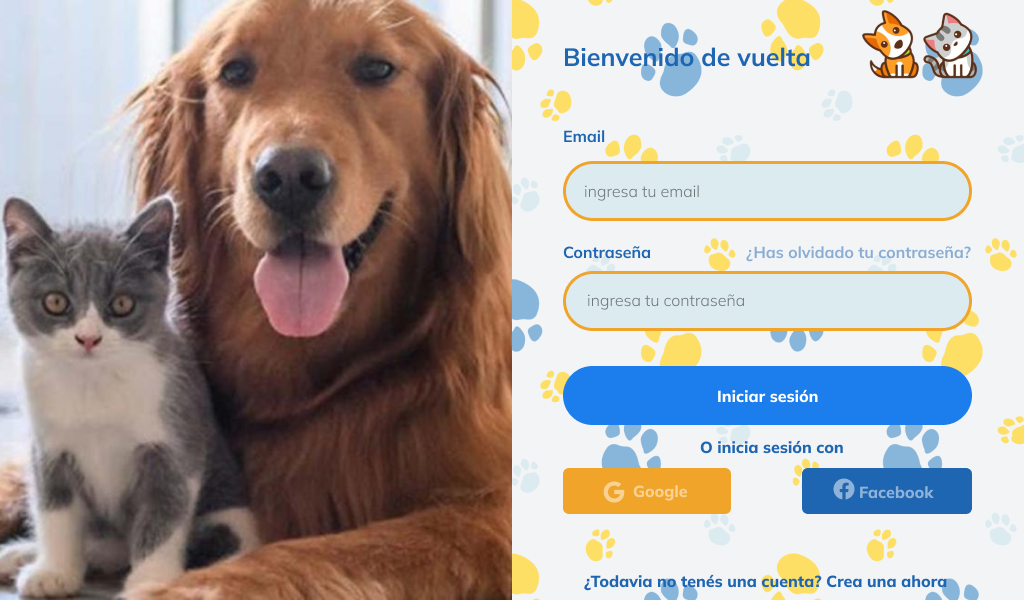 Bienvenido de vuelta
Email
ingresa tu email
Contraseña ¿Has olvidado tu contraseña?
ingresa tu contraseña
Iniciar sesión
O inicia sesión con
Google Facebook
¿Todavia no tenés una cuenta? Crea una ahora